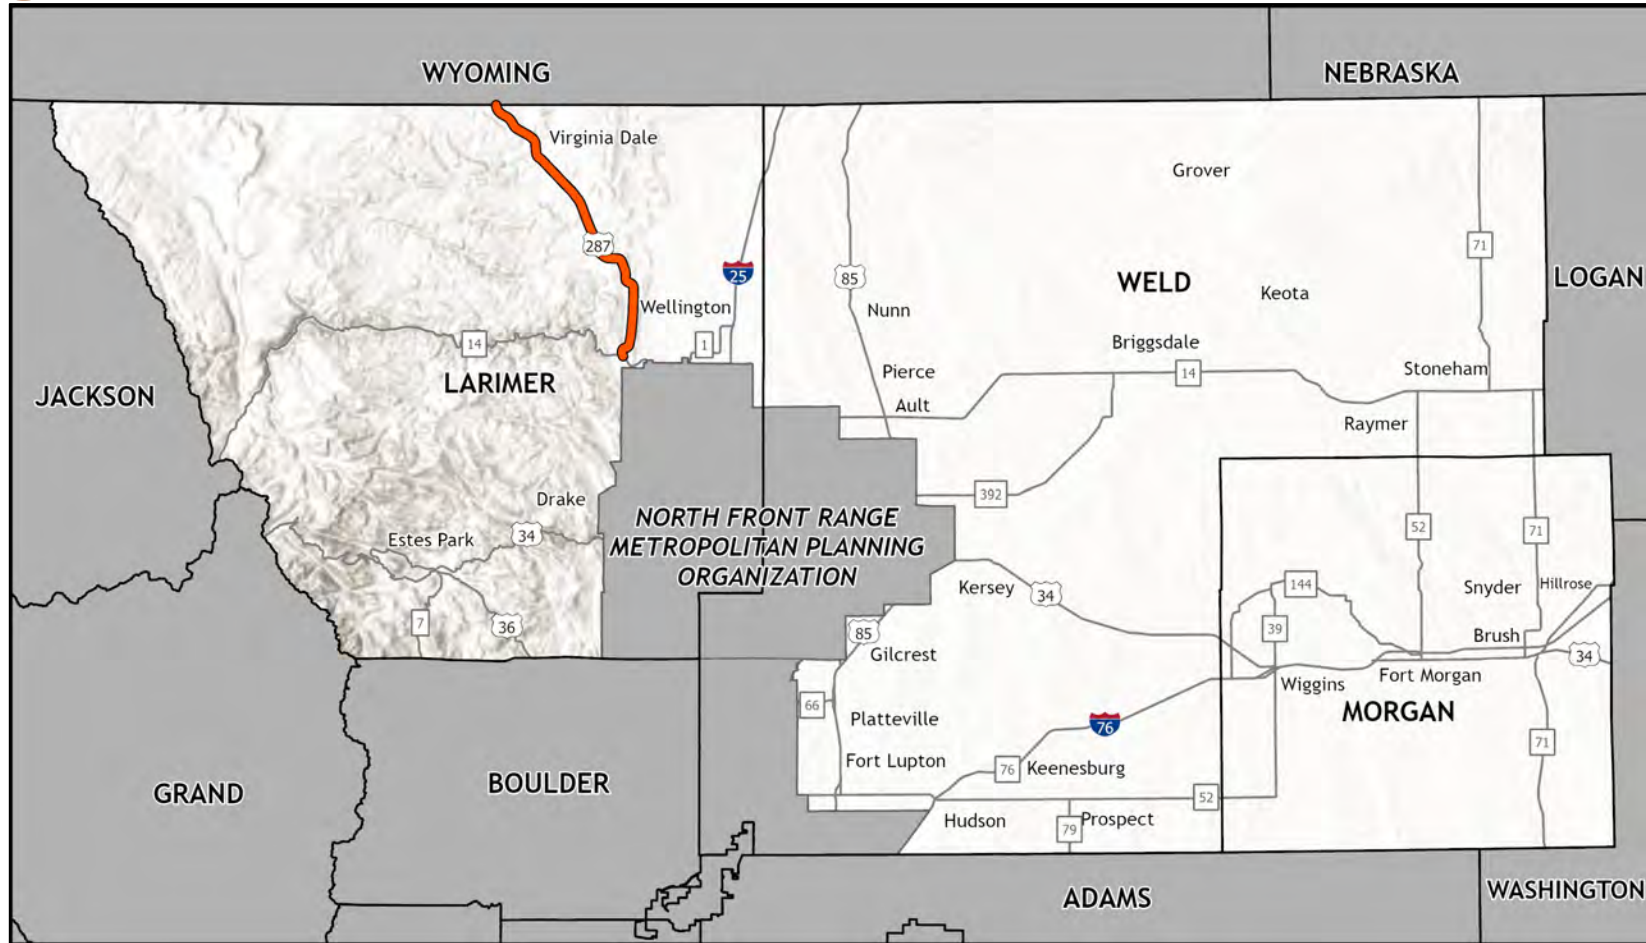 WYOMING
NEBRASKA
Virginia Dale
Grover
287
71
25
85
WELD
LOGAN
Keota
Wellington
Nunn
14
1
Briggsdale
Pierce
14
Stoneham
LARIMER
JACKSON
Ault
Raymer
392
Drake
NORTH FRONT RANGE
METROPOLITAN PLANNING
ORGANIZATION
52
71
34
Estes Park
Kersey
34
144
Snyder
Hillrose
7
36
85
39
Brush
Gilcrest
34
Wiggins
Fort Morgan
66
Platteville
76
MORGAN
71
Fort Lupton
76
Keenesburg
BOULDER
GRAND
52
Hudson
79
Prospect
ADAMS
WASHINGTON